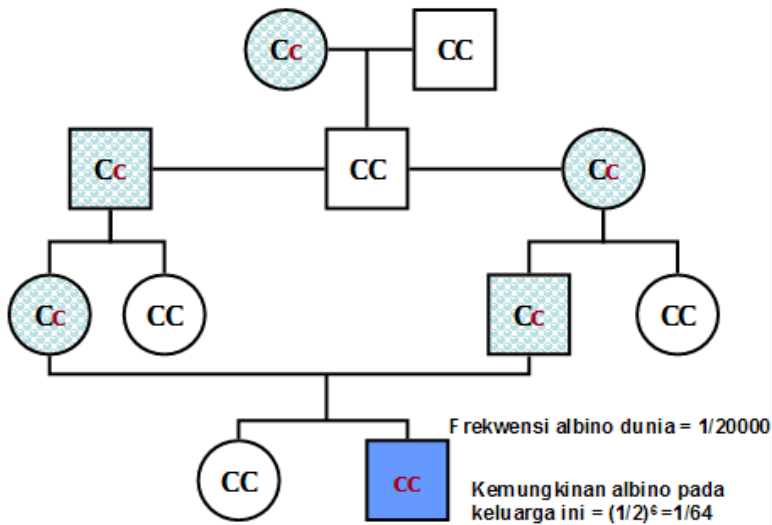 Cc CC
Cc CC Cc
Cc CC Cc CC
Frekwensi albino dunia = 1/20000
CC cc
Kemungkinan albino pada
keluarga ini = (1/2)⁶=1/64